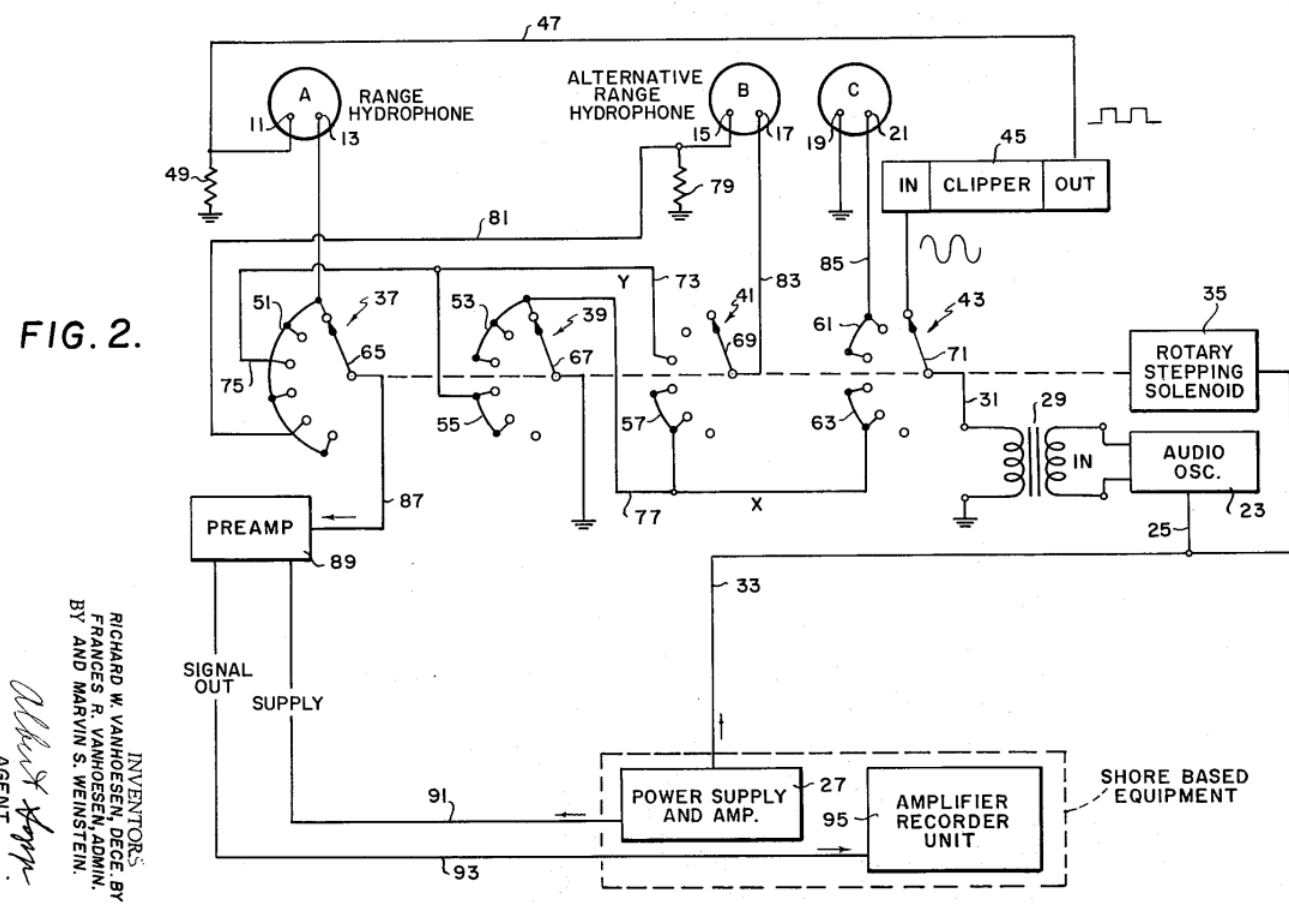 47
A
RANGE
HYDROPHONE
11
13
ALTERNATIVE
RANGE
HYDROPHONE
B
15
17
C
19
21
49
79
45
IN
CLIPPER
OUT
81
85
83
Y
73
51
37
53
39
41
61
43
FIG. 2.
65
67
69
71
35
ROTARY
STEPPING
SOLENOID
75
55
57
63
31
29
IN
AUDIO
OSC.
23
25
87
77
X
PREAMP
89
33
SIGNAL
OUT
SUPPLY
91
93
POWER SUPPLY
AND AMP.
27
95
AMPLIFIER
RECORDER
UNIT
SHORE BASED
EQUIPMENT
INVENTORS
RICHARD W. VANHOESEN, DECE. BY
FRANCES R. VANHOESEN, ADMIN.
BY AND MARVIN S. WEINSTEIN.
AGENT